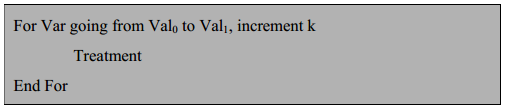 For Var going from Val₀ to Val₁, increment k
Treatment
End For